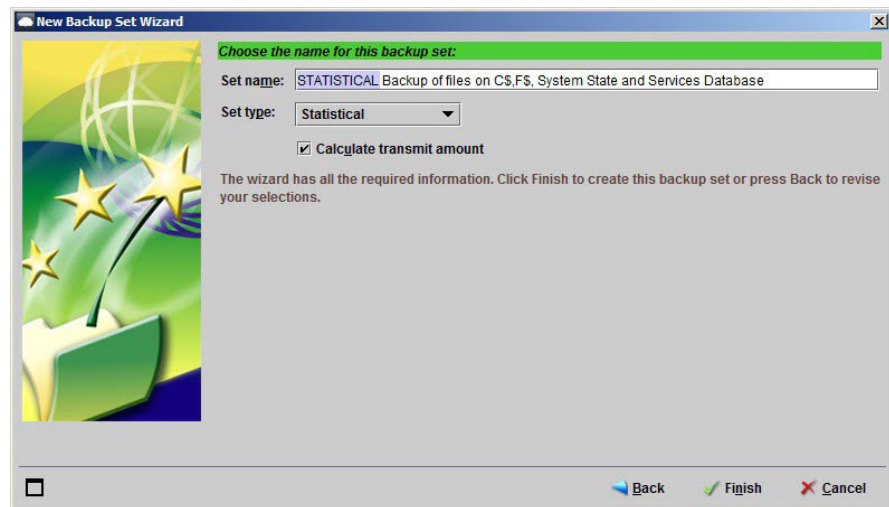 New Backup Set Wizard
Choose the name for this backup set:
Set name: STATISTICAL Backup of files on C$,F$, System State and Services Database
Set type: Statistical
Calculate transmit amount
The wizard has all the required information. Click Finish to create this backup set or press Back to revise
your selections.
Back Finish Cancel